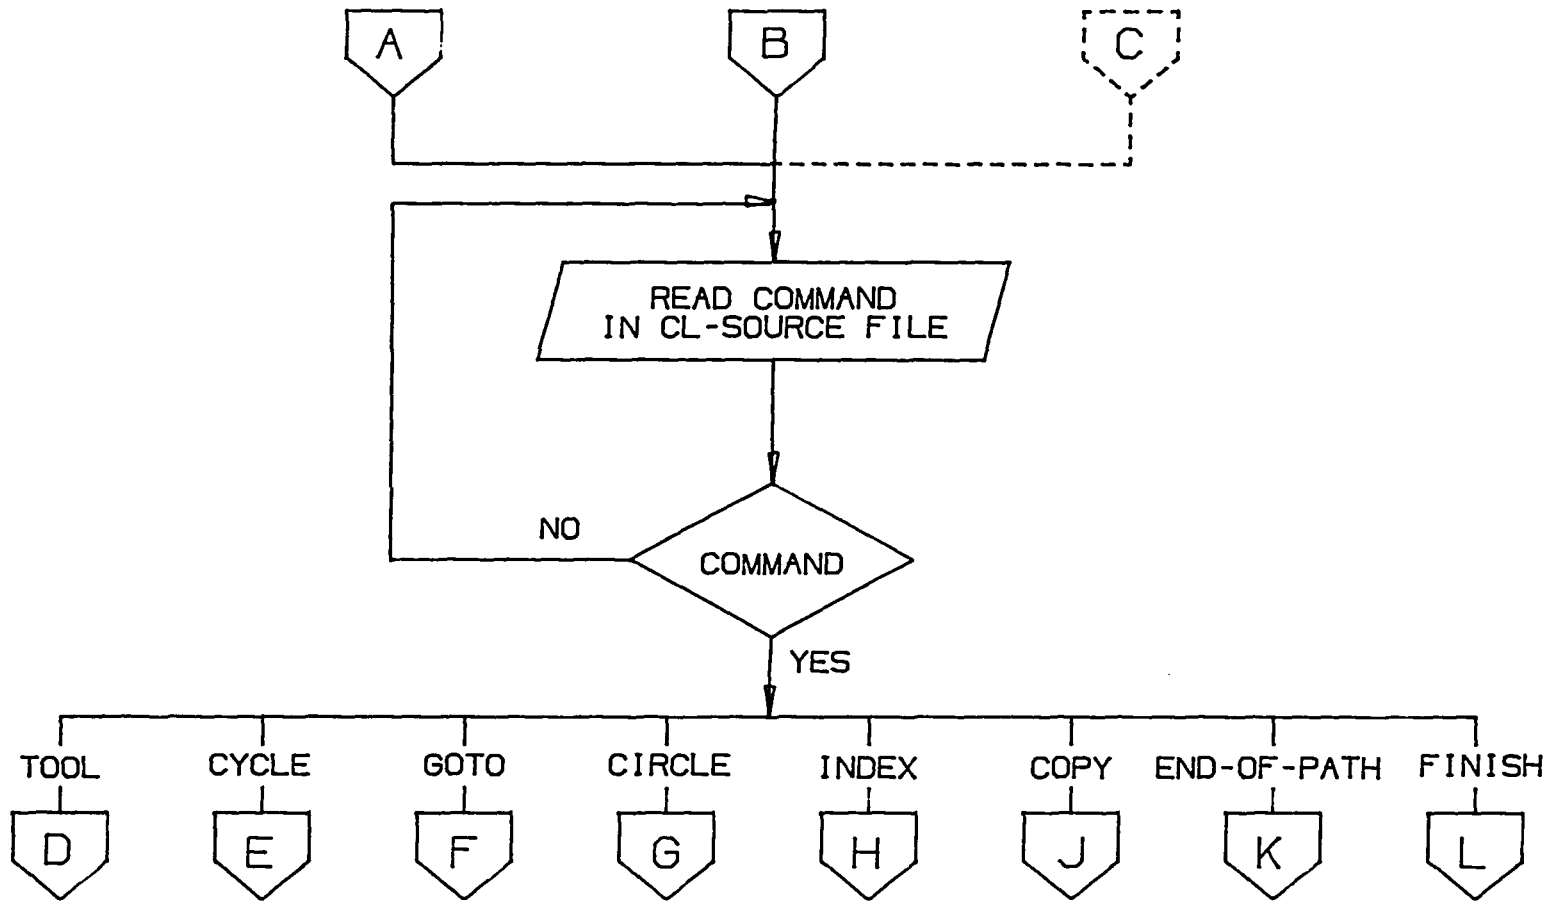 A
B
C
READ COMMAND
IN CL-SOURCE FILE
NO
COMMAND
YES
TOOL
CYCLE
GOTO
CIRCLE
INDEX
COPY
END-OF-PATH
FINISH
D
E
F
G
H
J
K
L